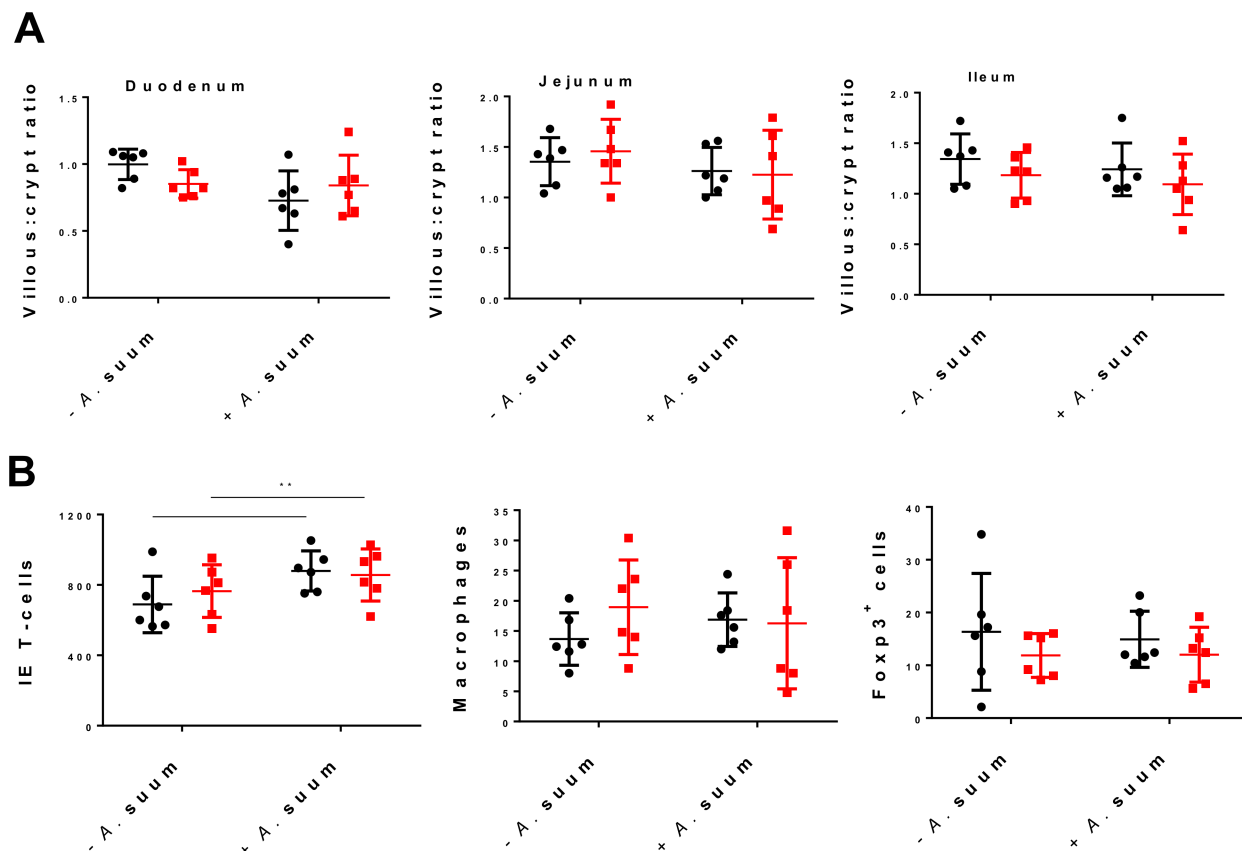 A
Duodenum
Villous:crypt ratio
1.5
1.0
0.5
0.0
- A. suum
+ A. suum
Jejunum
Villous:crypt ratio
2.0
1.5
1.0
0.5
0.0
- A. suum
+ A. suum
Ileum
Villous:crypt ratio
2.0
1.5
1.0
0.5
0.0
- A. suum
+ A. suum
B
**
IE T-cells
1200
800
400
0
- A. suum
+ A. suum
Macrophages
35
30
25
20
15
10
5
0
- A. suum
+ A. suum
Foxp3⁺ cells
40
30
20
10
0
- A. suum
+ A. suum